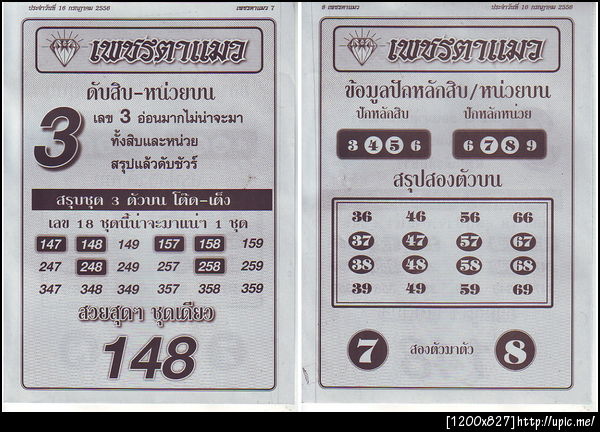 ประจำวันที่ 16 กรกฎาคม 2556 เพชรตาแมว 7
เพชรตาแมว
ดับสิบ-หน่วยบน
3
เลข 3 อ่อนมากไม่น่าจะมา
ทั้งสิบและหน่วย
สรุปแล้วดับชัวร์
สรุบชุด 3 ตัวบน โต๊ด-เต็ง
เลข 18 ชุดนี้น่าจะมาแน่ว 1 ชุด
147 148 149 157 158 159
247 248 249 257 258 259
347 348 349 357 358 359
สวยสุดๆ ชุดเดียว
148
6 เพชรตาแมว ประจำวันที่ 16 กรกฎาคม 2556
เพชรตาแมว
ข้อมูลปักหลักสิบ/หน่วยบน
ปักหลักสิบ ปักหลักหน่วย
3 4 5 6 6 7 8 9
สรุปสองตัวบน
36 46 56 66
37 47 57 67
38 48 58 68
39 49 59 69
7 สองตัวมาตัว 8
[1200x827]http://upic.me/